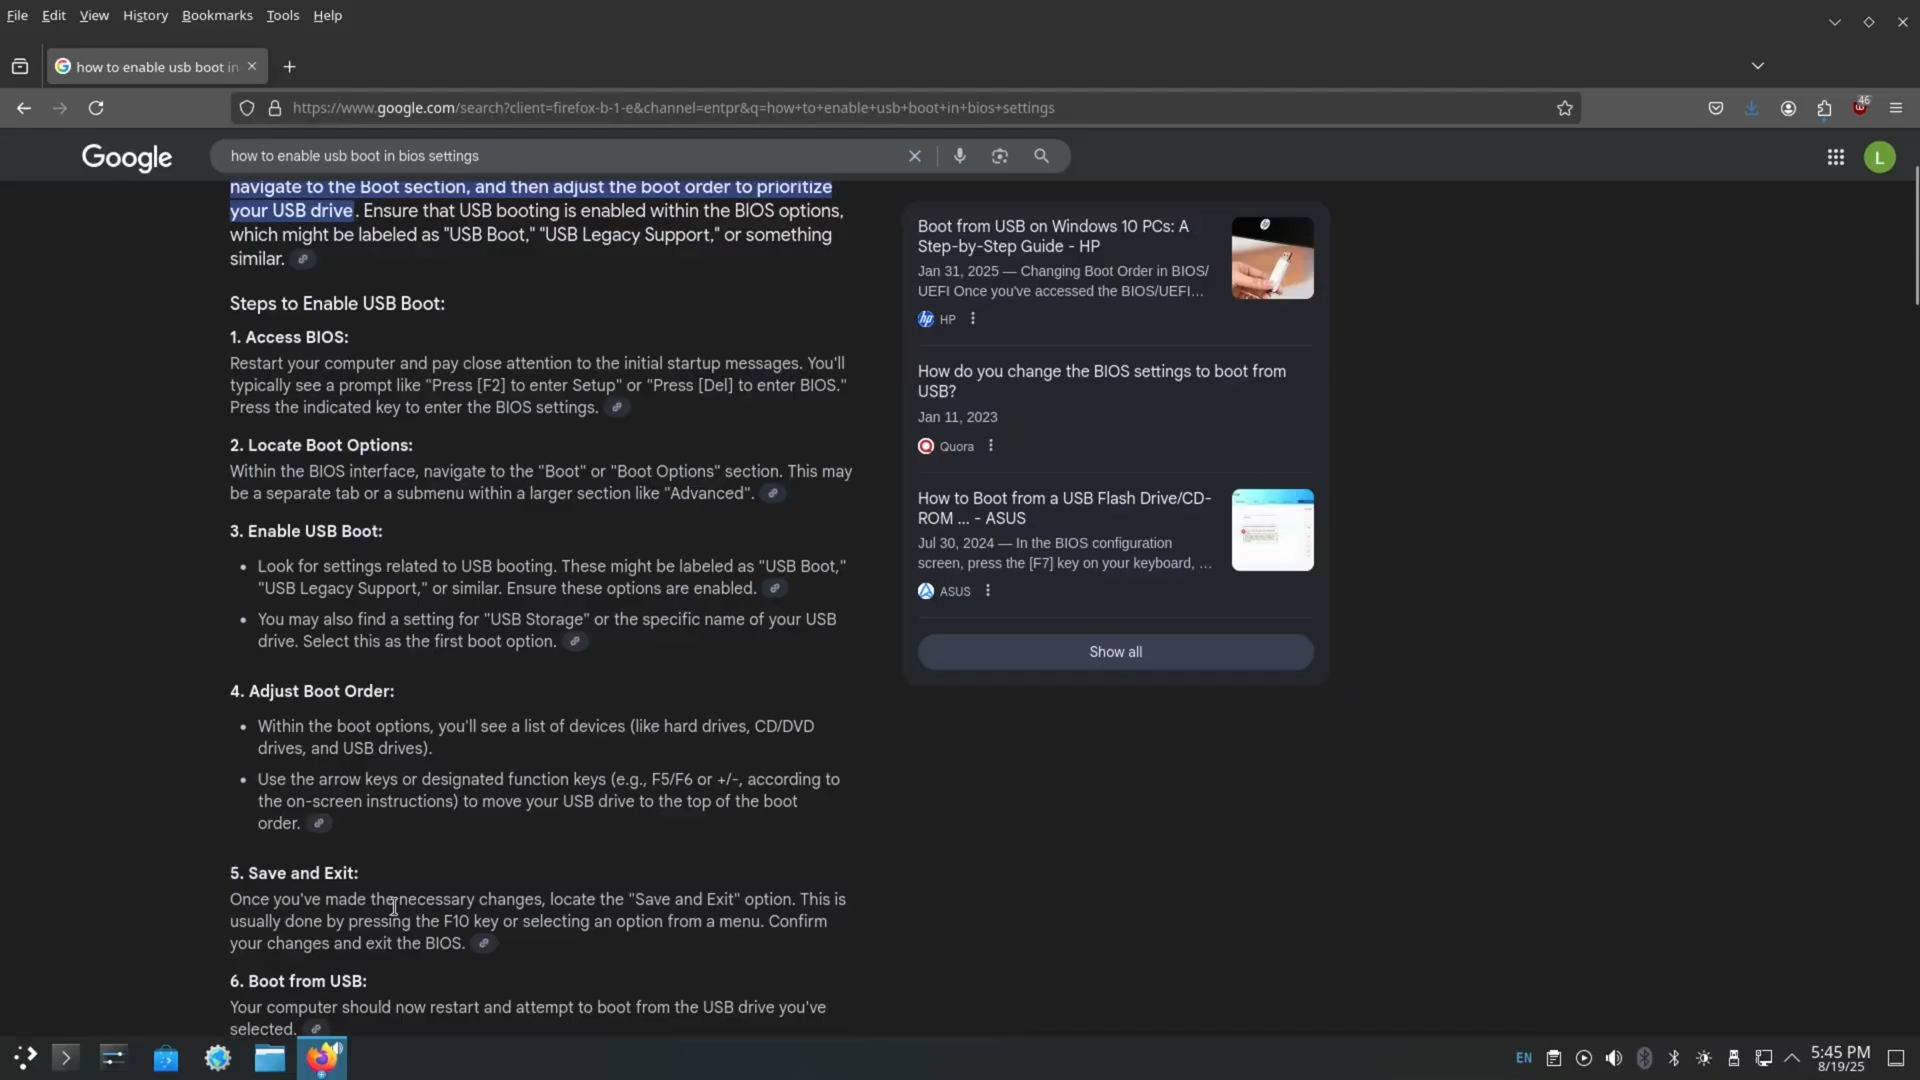 File Edit View History Bookmarks Tools Help
how to enable usb boot in
https://www.google.com/search?client=firefox-b-1-e&channel=entpr&q=how+to+enable+usb+boot+in+bios+settings
46
Google
how to enable usb boot in bios settings
L
navigate to the Boot section, and then adjust the boot order to prioritize
your USB drive. Ensure that USB booting is enabled within the BIOS options,
which might be labeled as "USB Boot," "USB Legacy Support," or something
similar.
Steps to Enable USB Boot:
1. Access BIOS:
Restart your computer and pay close attention to the initial startup messages. You'll
typically see a prompt like "Press [F2] to enter Setup" or "Press [Del] to enter BIOS."
Press the indicated key to enter the BIOS settings.
2. Locate Boot Options:
Within the BIOS interface, navigate to the "Boot" or "Boot Options" section. This may
be a separate tab or a submenu within a larger section like "Advanced".
3. Enable USB Boot:
• Look for settings related to USB booting. These might be labeled as "USB Boot,"
"USB Legacy Support," or similar. Ensure these options are enabled.
• You may also find a setting for "USB Storage" or the specific name of your USB
drive. Select this as the first boot option.
4. Adjust Boot Order:
• Within the boot options, you'll see a list of devices (like hard drives, CD/DVD
drives, and USB drives).
• Use the arrow keys or designated function keys (e.g., F5/F6 or +/-, according to
the on-screen instructions) to move your USB drive to the top of the boot
order.
5. Save and Exit:
Once you've made the necessary changes, locate the "Save and Exit" option. This is
usually done by pressing the F10 key or selecting an option from a menu. Confirm
your changes and exit the BIOS.
6. Boot from USB:
Your computer should now restart and attempt to boot from the USB drive you've
selected.
Boot from USB on Windows 10 PCs: A
Step-by-Step Guide - HP
Jan 31, 2025 — Changing Boot Order in BIOS/
UEFI Once you've accessed the BIOS/UEFI...
hp HP
How do you change the BIOS settings to boot from
USB?
Jan 11, 2023
Quora
How to Boot from a USB Flash Drive/CD-
ROM ... - ASUS
Jul 30, 2024 — In the BIOS configuration
screen, press the [F7] key on your keyboard, ...
ASUS
Show all
EN
5:45 PM
8/19/25